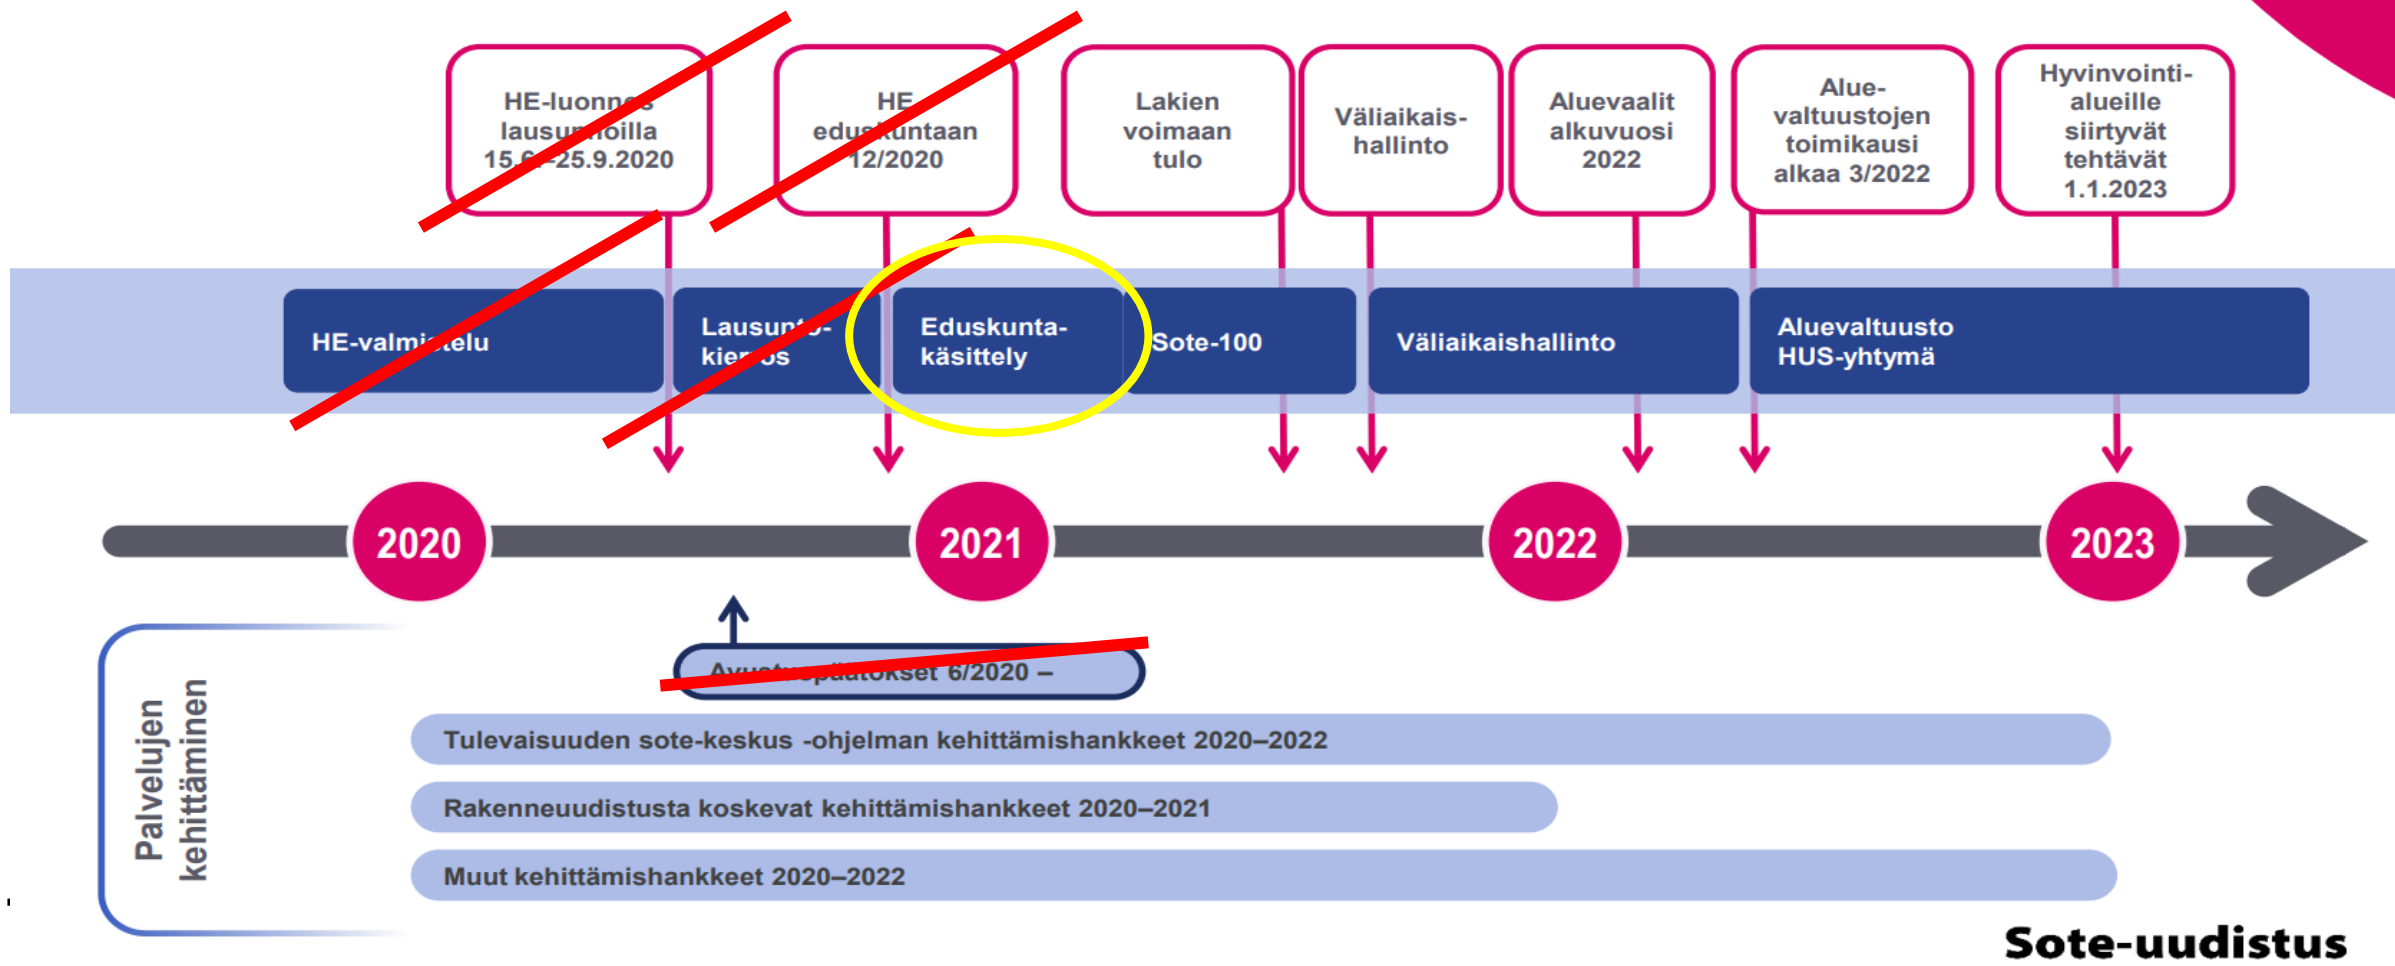 HE-luonnos
lausunnoilla
15.6.–25.9.2020
HE
eduskuntaan
12/2020
Lakien
voimaan
tulo
Väliaikais-
hallinto
Aluevaalit
alkuvuosi
2022
Alue-
valtuustojen
toimikausi
alkaa 3/2022
Hyvinvointi-
alueille
siirtyvät
tehtävät
1.1.2023
HE-valmistelu
Lausunto-
kierros
Eduskunta-
käsittely
Sote-100
Väliaikaishallinto
Aluevaltuusto
HUS-yhtymä
2020
2021
2022
2023
Avustuspäätökset 6/2020 –
Palvelujen
kehittäminen
Tulevaisuuden sote-keskus -ohjelman kehittämishankkeet 2020–2022
Rakenneuudistusta koskevat kehittämishankkeet 2020–2021
Muut kehittämishankkeet 2020–2022
Sote-uudistus